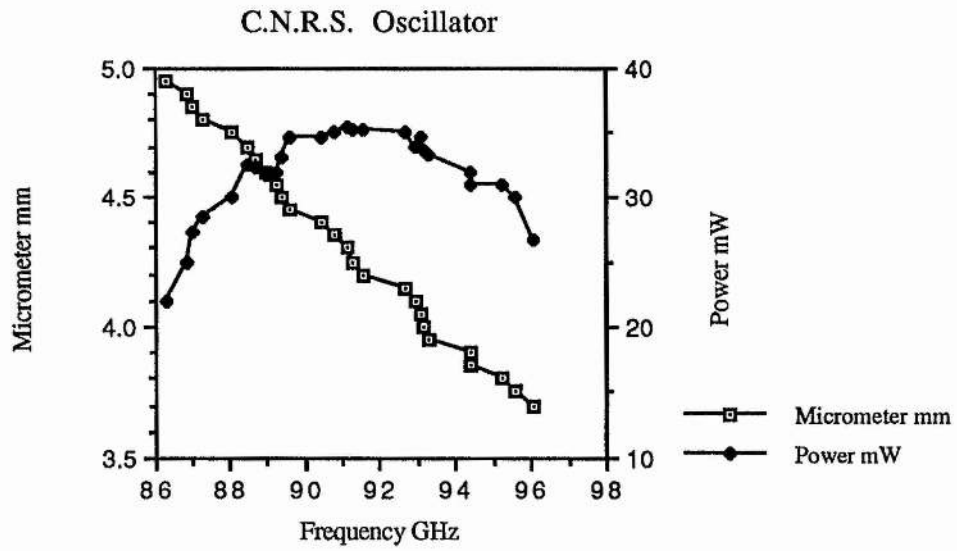 C.N.R.S. Oscillator
5.0
4.5
4.0
3.5
Micrometer mm
40
30
20
10
Power mW
86 88 90 92 94 96 98
Frequency GHz
Micrometer mm
Power mW